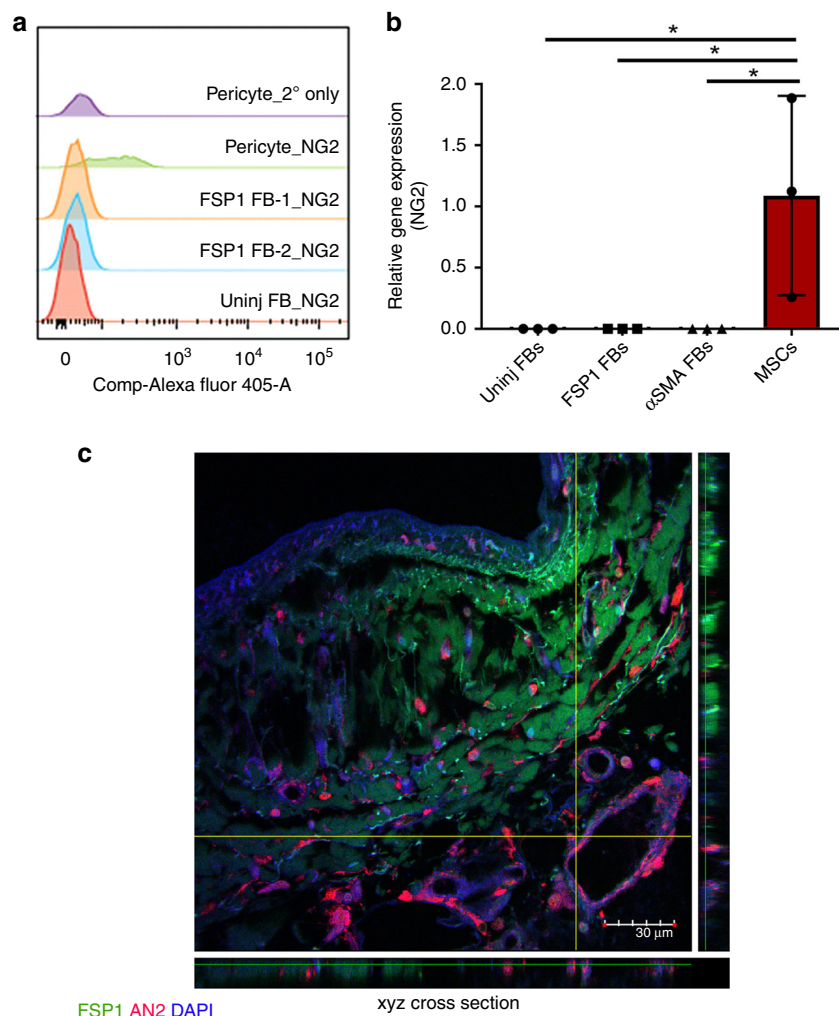 a
Pericyte_2° only
Pericyte_NG2
FSP1 FB-1_NG2
FSP1 FB-2_NG2
Uninj FB_NG2
0 10³ 10⁴ 10⁵
Comp-Alexa fluor 405-A
b
* 
*
*
2.0
1.5
1.0
0.5
0.0
Relative gene expression
(NG2)
Uninj FBs
FSP1 FBs
αSMA FBs
MSCs
c
30 μm
FSP1 AN2 DAPI
xyz cross section